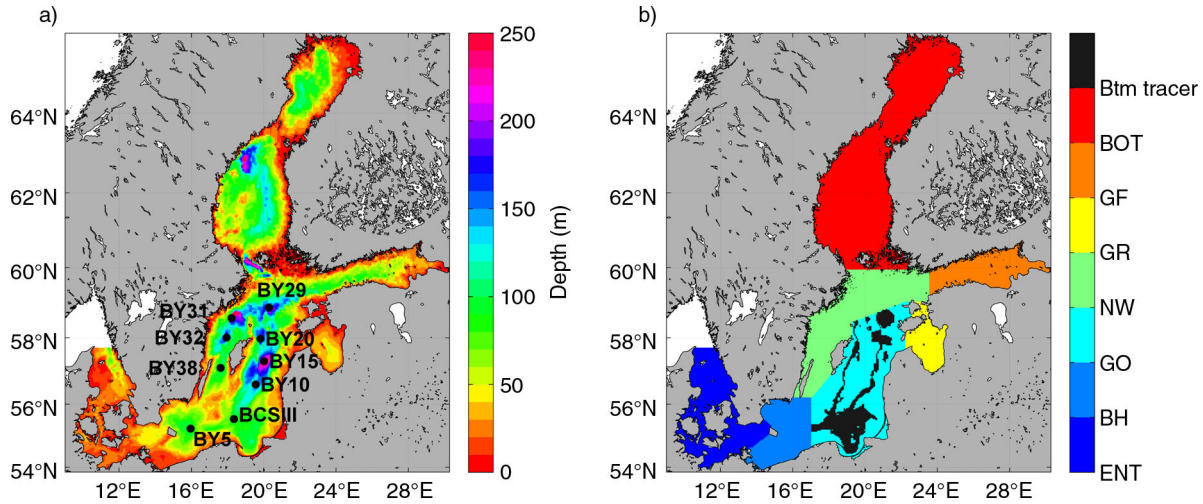 a)
250
200
150
100
50
0
Depth (m)
64°N
62°N
60°N
58°N
56°N
54°N
12°E
16°E
20°E
24°E
28°E
BY29
BY31
BY32
BY20
BY38
BY15
BY10
BCSIII
BY5
b)
64°N
62°N
60°N
58°N
56°N
54°N
12°E
16°E
20°E
24°E
28°E
Btm tracer
BOT
GF
GR
NW
GO
BH
ENT